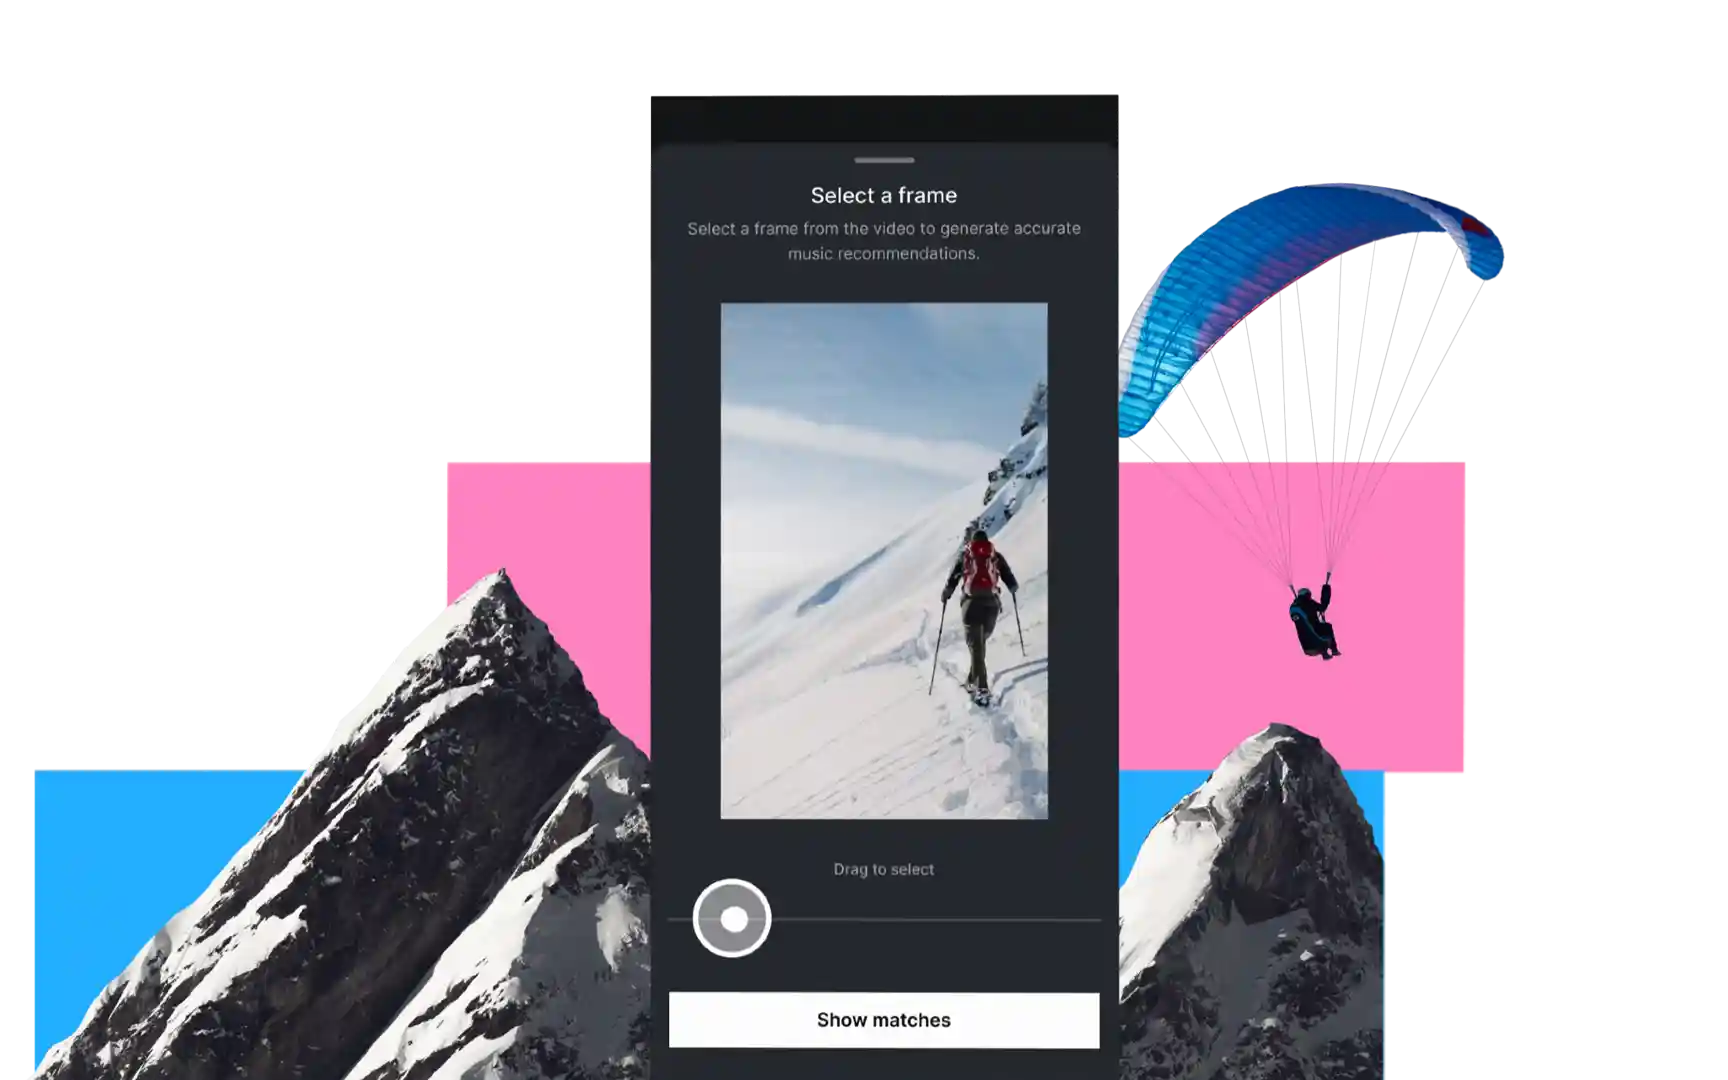 Select a frame
Select a frame from the video to generate accurate
music recommendations.
Drag to select
Show matches